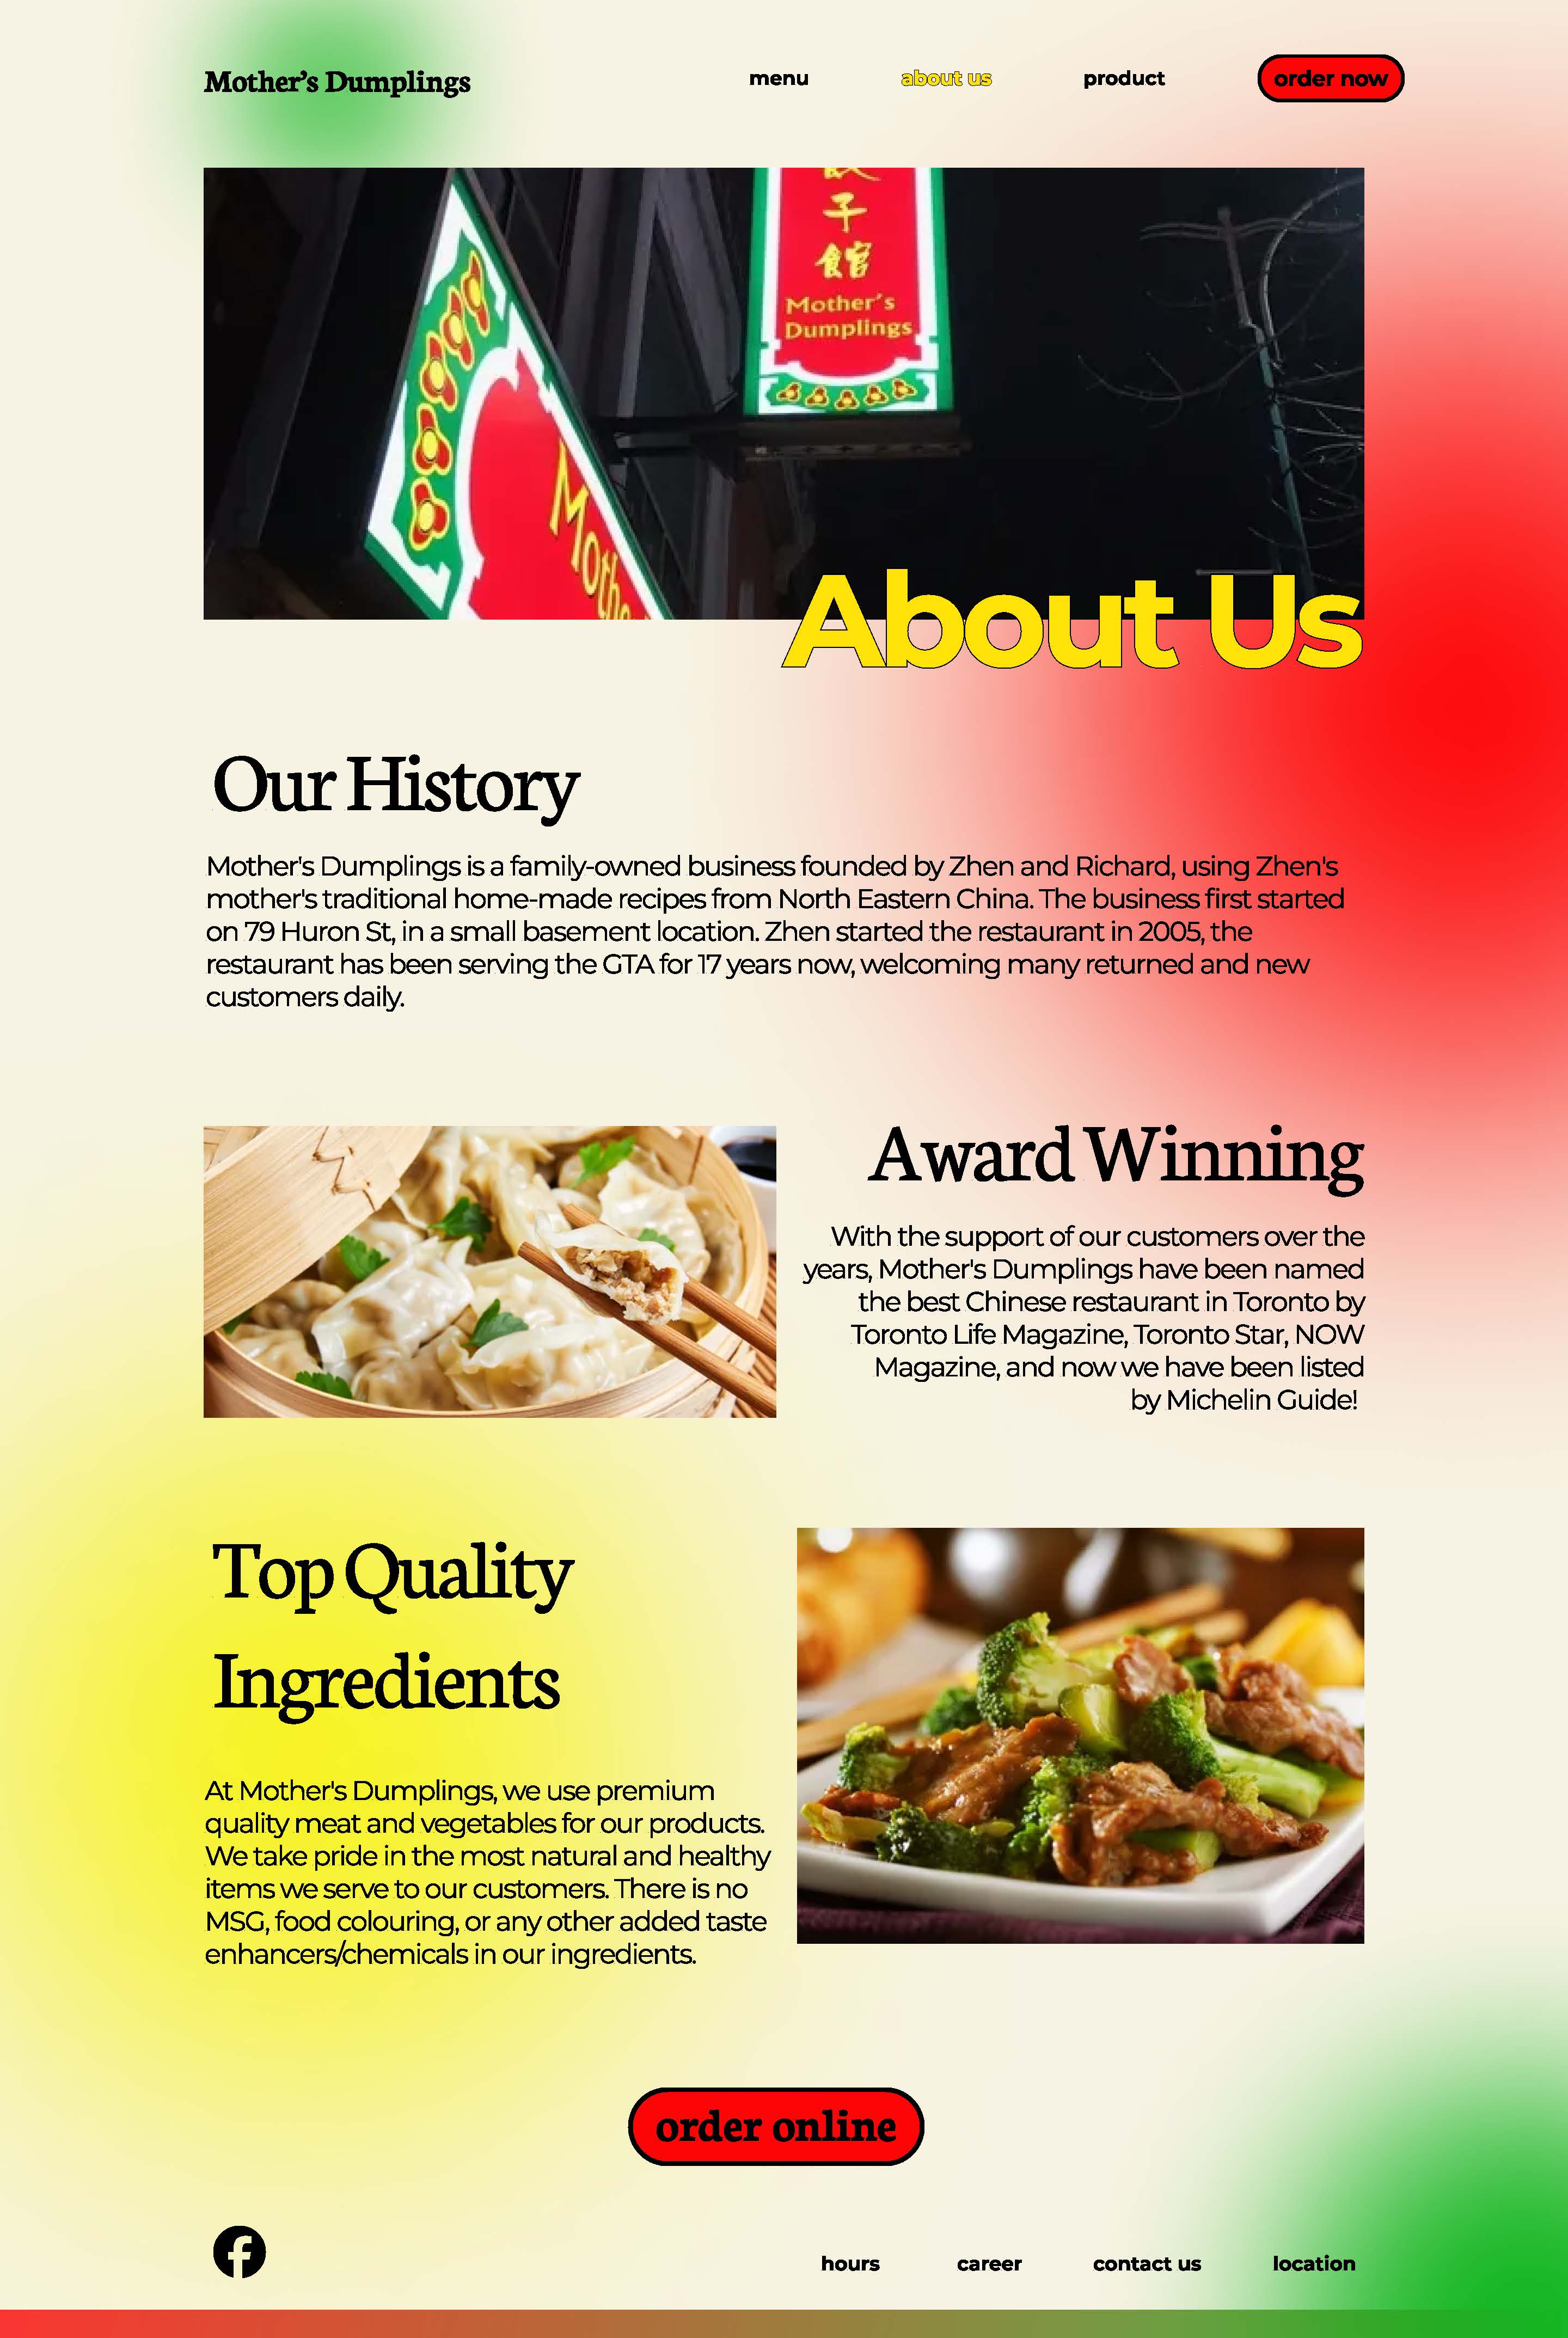 Mother’s Dumplings
menu
about us
product
order now
子
館
Mother's
Dumplings
Mothe
About Us
Our History
Mother's Dumplings is a family-owned business founded by Zhen and Richard, using Zhen's
mother's traditional home-made recipes from North Eastern China. The business first started
on 79 Huron St, in a small basement location. Zhen started the restaurant in 2005, the
restaurant has been serving the GTA for 17 years now, welcoming many returned and new
customers daily.
Award Winning
With the support of our customers over the
years, Mother's Dumplings have been named
the best Chinese restaurant in Toronto by
Toronto Life Magazine, Toronto Star, NOW
Magazine, and now we have been listed
by Michelin Guide!
Top Quality
Ingredients
At Mother's Dumplings, we use premium
quality meat and vegetables for our products.
We take pride in the most natural and healthy
items we serve to our customers. There is no
MSG, food colouring, or any other added taste
enhancers/chemicals in our ingredients.
order online
hours
career
contact us
location